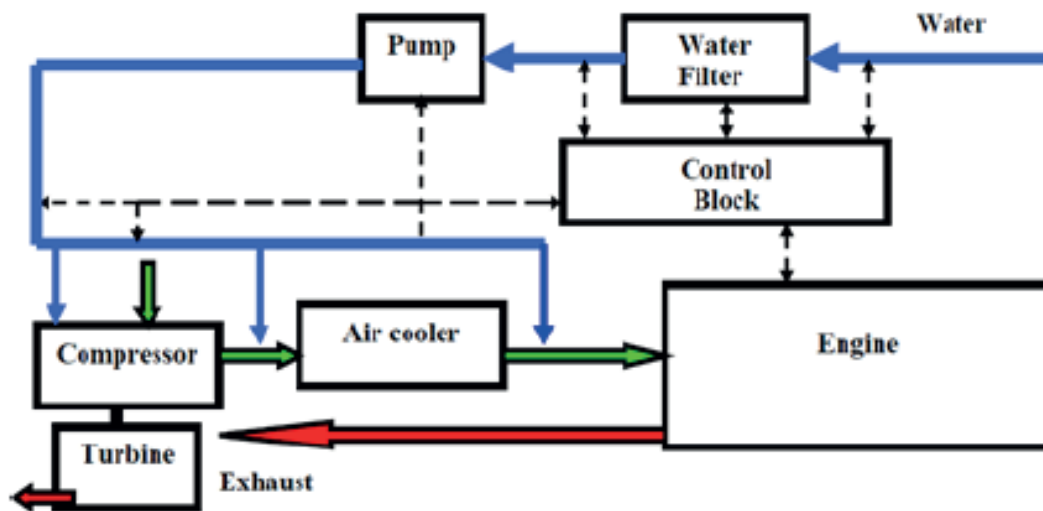 Water
Pump
Water
Filter
Control
Block
Air cooler
Engine
Compressor
Turbine
Exhaust